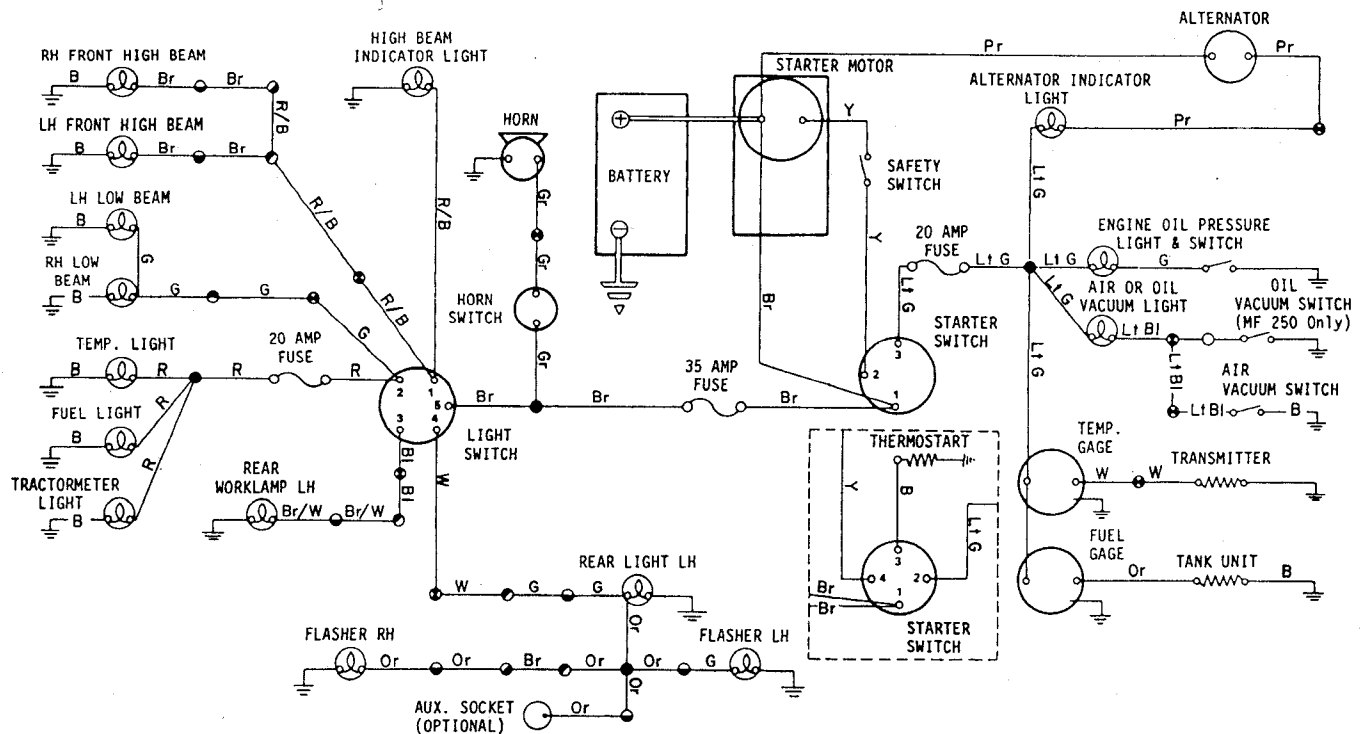 ALTERNATOR
Pr
Pr
HIGH BEAM
INDICATOR LIGHT
RH FRONT HIGH BEAM
B
Br
Br
R/B
STARTER MOTOR
ALTERNATOR INDICATOR
LIGHT
Pr
LH FRONT HIGH BEAM
B
Br
Br
HORN
Y
SAFETY
SWITCH
BATTERY
Lt G
LH LOW BEAM
B
G
R/B
R/B
Gr
Gr
Y
20 AMP
FUSE
Lt G
ENGINE OIL PRESSURE
LIGHT & SWITCH
Lt G
G
RH LOW
BEAM
B
G
G
R/B
G
HORN
SWITCH
Gr
Br
Lt G
STARTER
SWITCH
3
2
1
Lt G
AIR OR OIL
VACUUM LIGHT
Lt Bl
OIL
VACUUM SWITCH
(MF 250 Only)
Lt Bl
AIR
VACUUM SWITCH
Lt Bl
B
Lt G
TEMP. LIGHT
B
R
R
20 AMP
FUSE
R
35 AMP
FUSE
Br
Br
Br
2
1
5
3
4
LIGHT
SWITCH
FUEL LIGHT
B
R
R
TRACTORMETER
LIGHT
B
REAR
WORKLAMP LH
Br/W
Br/W
Bl
Bl
W
THERMOSTART
Y
B
Lt G
3
4
2
1
Br
Br
STARTER
SWITCH
TEMP.
GAGE
W
W
TRANSMITTER
FUEL
GAGE
Or
TANK UNIT
B
REAR LIGHT LH
W
G
G
Or
FLASHER RH
Or
Or
Br
Or
Or
G
FLASHER LH
Or
AUX. SOCKET
(OPTIONAL)
Or